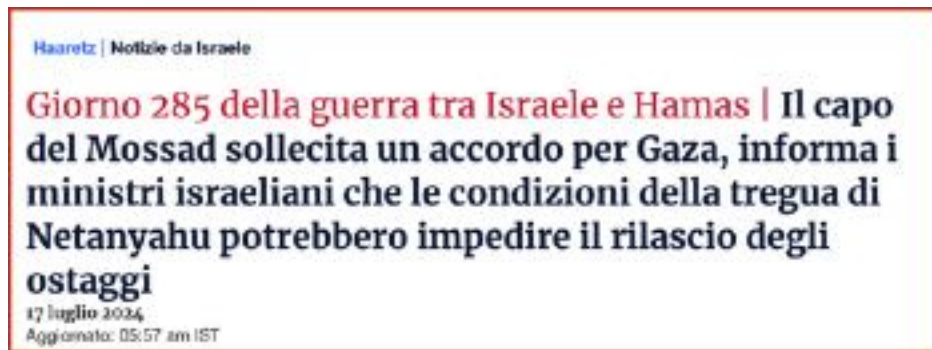 Haaretz | Notizie da Israele
Giorno 285 della guerra tra Israele e Hamas | Il capo
del Mossad sollecita un accordo per Gaza, informa i
ministri israeliani che le condizioni della tregua di
Netanyahu potrebbero impedire il rilascio degli
ostaggi
17 luglio 2024
Aggiornato: 05:57 am IST